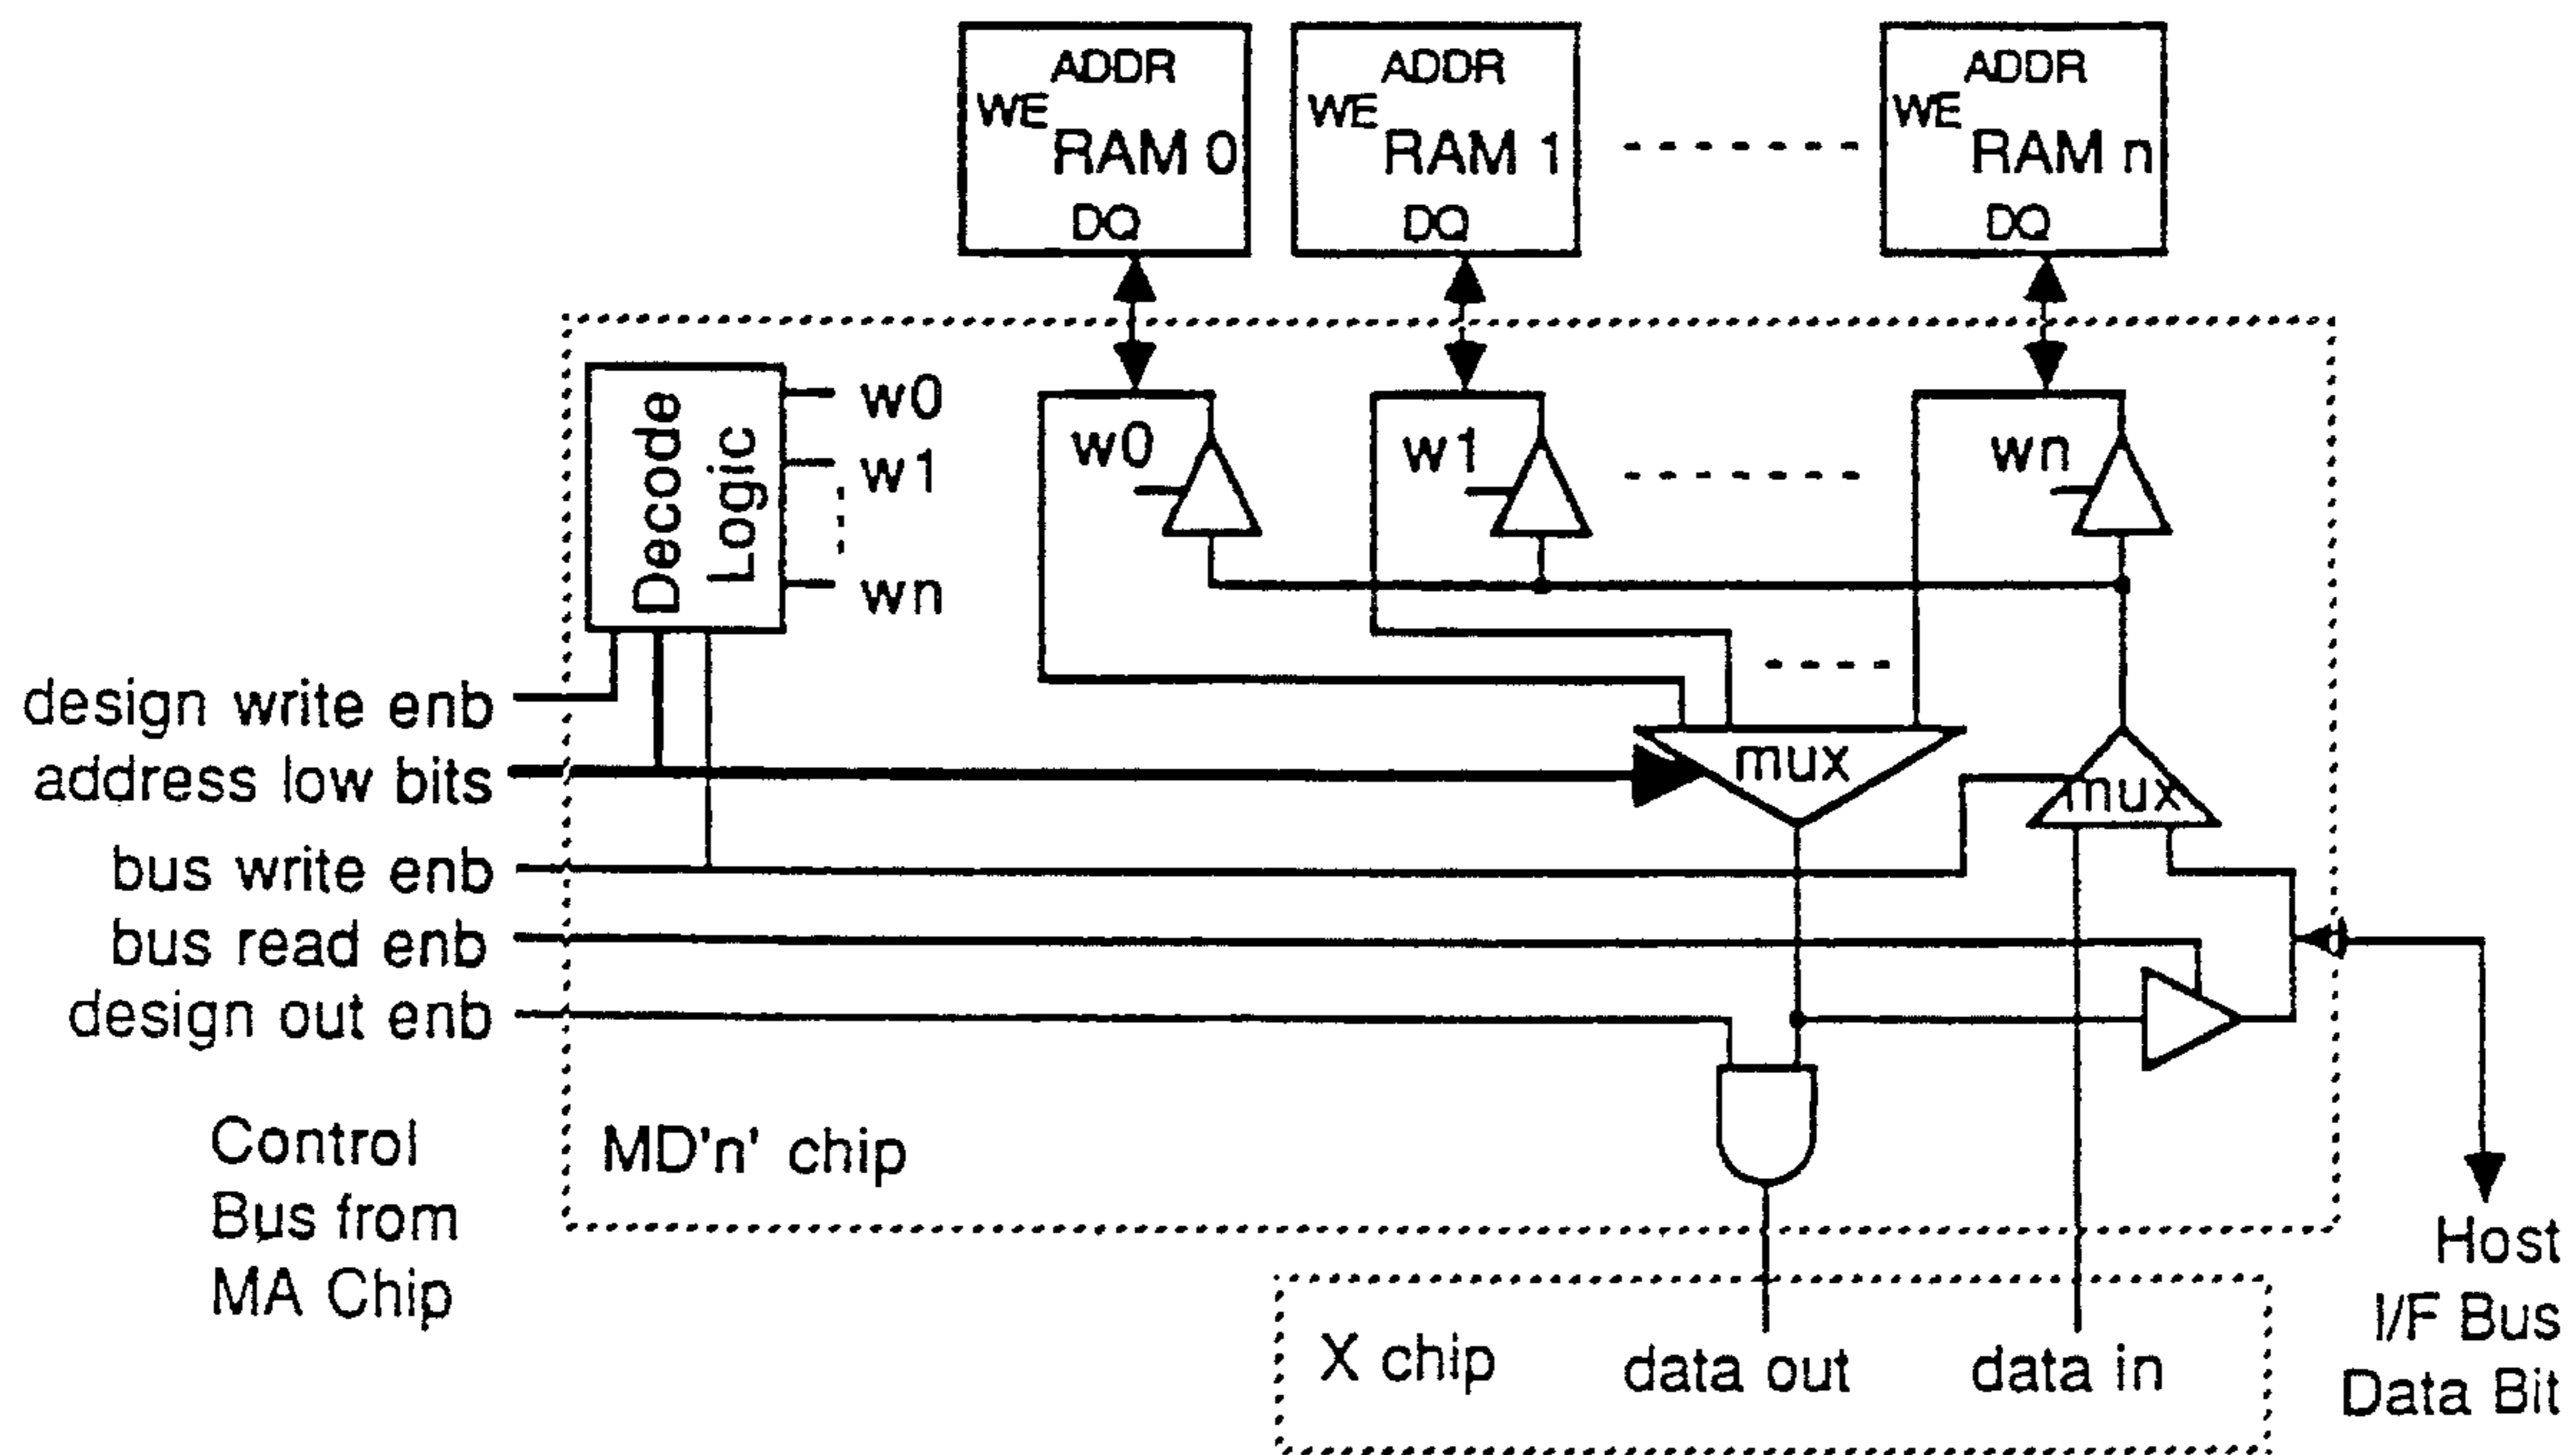 ADDR
WE
RAM 0
DQ
ADDR
WE
RAM 1
DQ
ADDR
WE
RAM n
DQ
Decode
Logic
w0
w1
wn
w0
w1
wn
design write enb
address low bits
bus write enb
bus read enb
design out enb
mux
mux
Control
Bus from
MA Chip
MD'n' chip
X chip
data out
data in
Host
I/F Bus
Data Bit